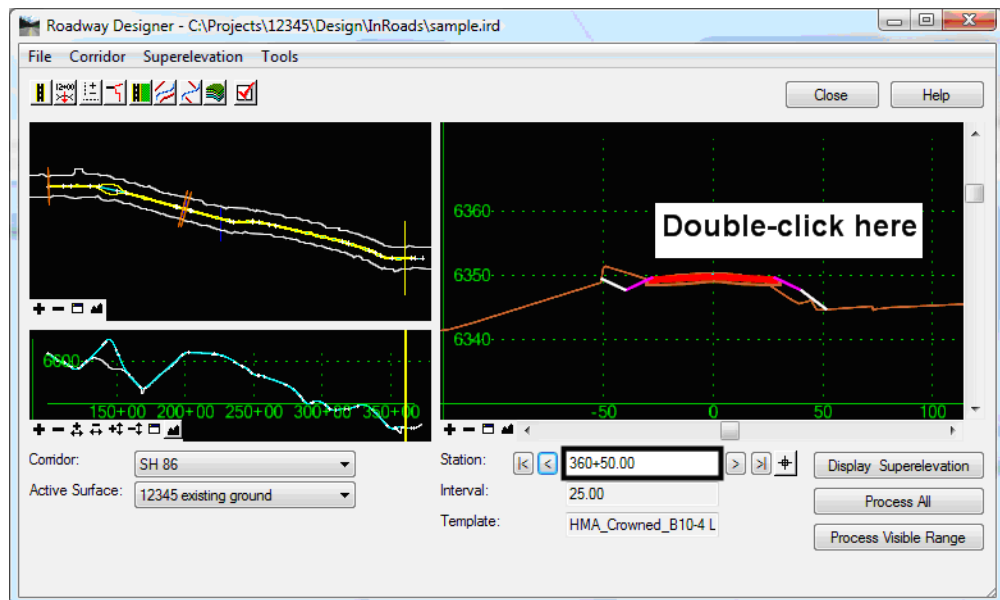 Roadway Designer - C:\Projects\12345\Design\InRoads\sample.ird
File Corridor Superelevation Tools
Close Help
6360
Double-click here
6350
6340
-50 0 50 100
6600
150+00 200+00 250+00 300+00 350+00
Corridor: SH 86
Active Surface: 12345 existing ground
Station: 360+50.00
Interval: 25.00
Template: HMA_Crowned_B10-4 L
Display Superelevation
Process All
Process Visible Range